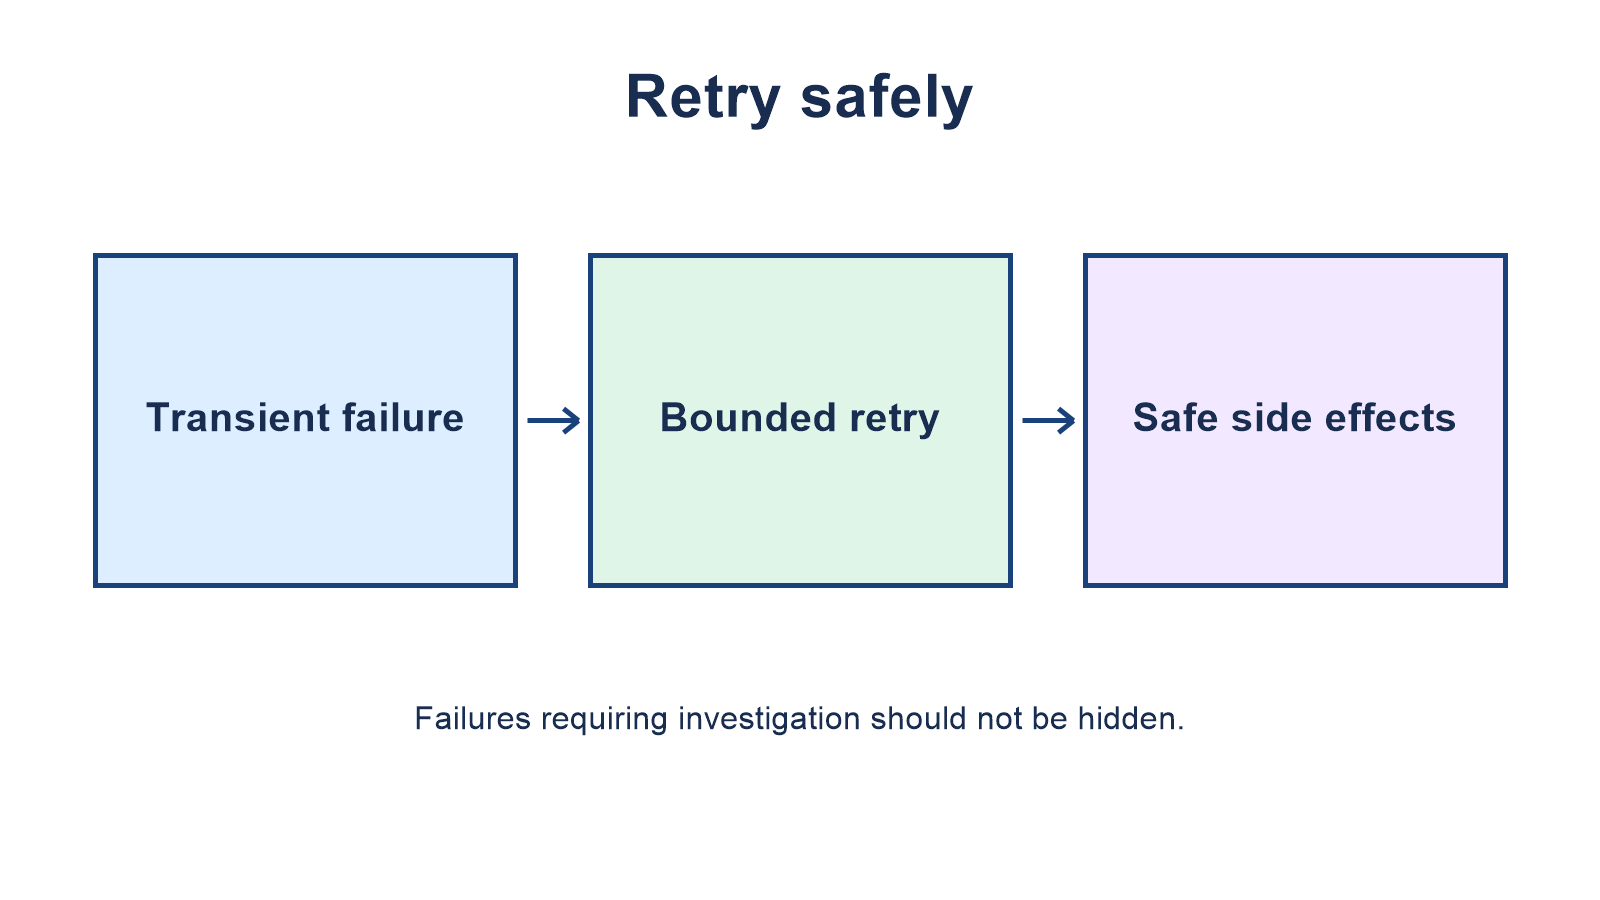 Retry safely
Transient failure
Bounded retry
Safe side effects
Failures requiring investigation should not be hidden.